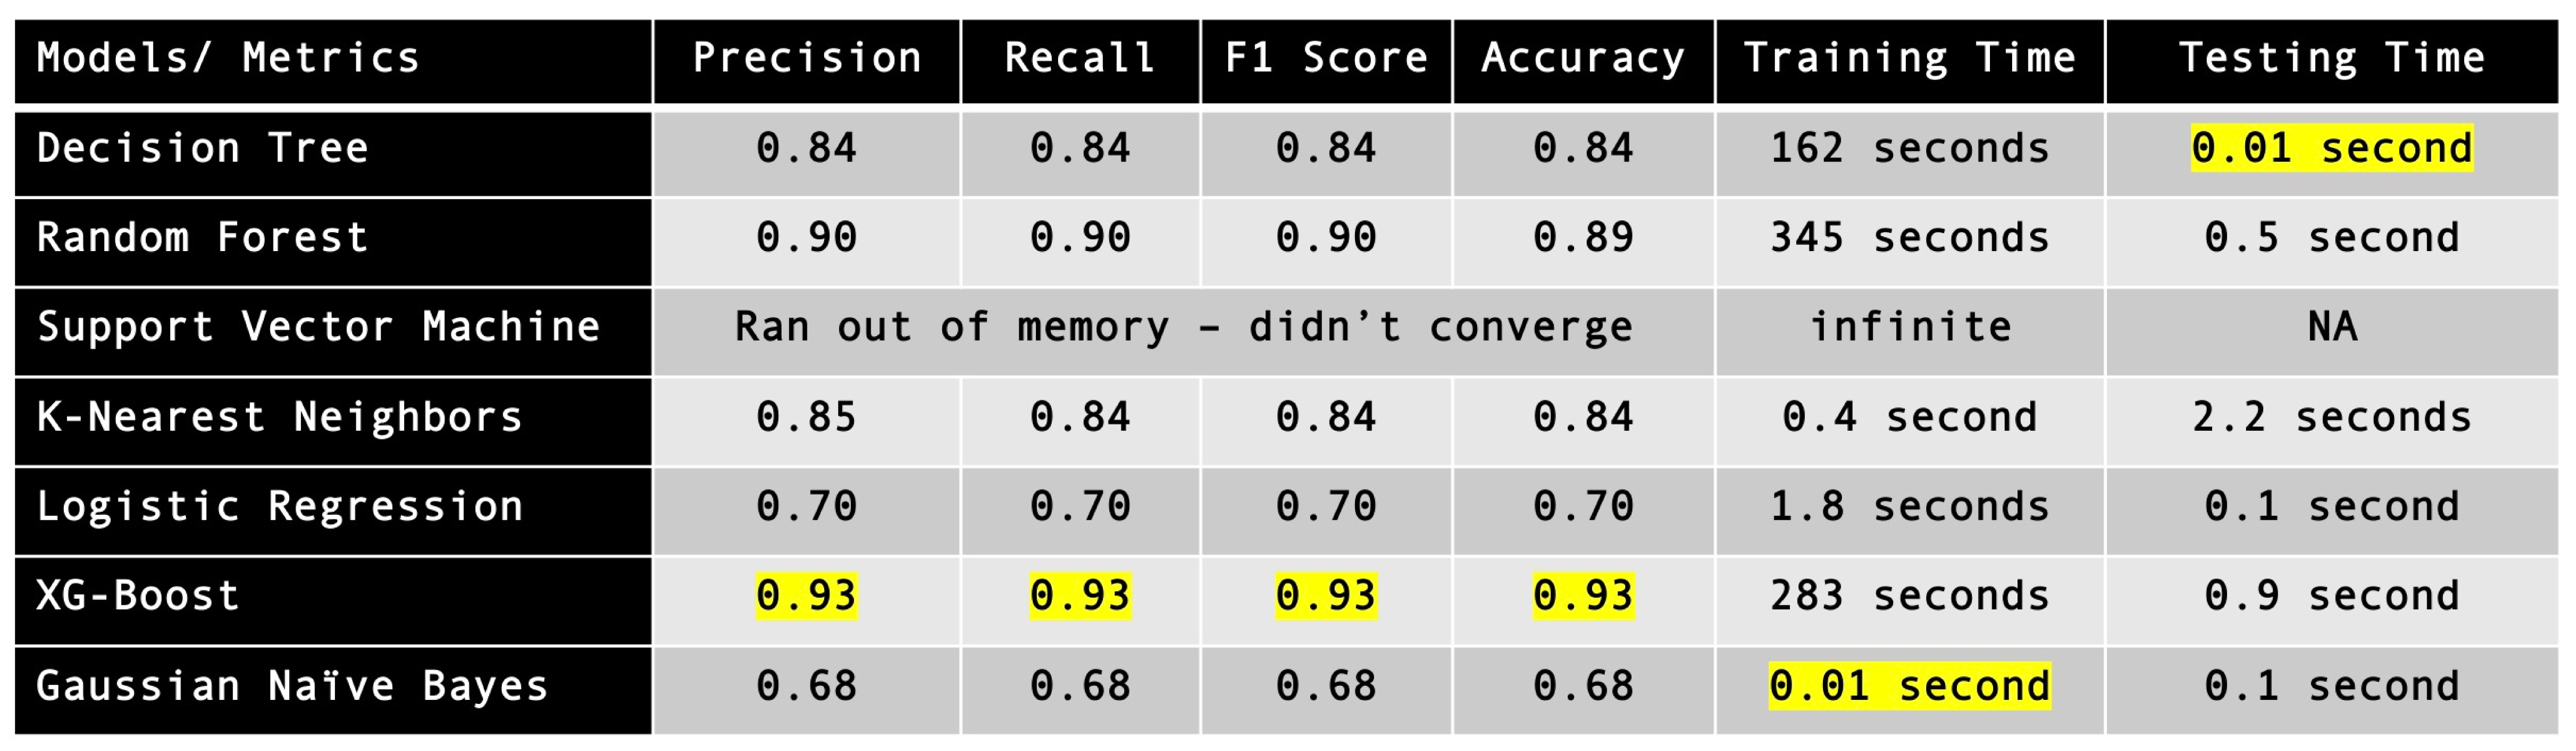 Models/ Metrics Precision Recall F1 Score Accuracy Training Time Testing Time
Decision Tree 0.84 0.84 0.84 0.84 162 seconds 0.01 second
Random Forest 0.90 0.90 0.90 0.89 345 seconds 0.5 second
Support Vector Machine Ran out of memory – didn’t converge infinite NA
K-Nearest Neighbors 0.85 0.84 0.84 0.84 0.4 second 2.2 seconds
Logistic Regression 0.70 0.70 0.70 0.70 1.8 seconds 0.1 second
XG-Boost 0.93 0.93 0.93 0.93 283 seconds 0.9 second
Gaussian Naïve Bayes 0.68 0.68 0.68 0.68 0.01 second 0.1 second